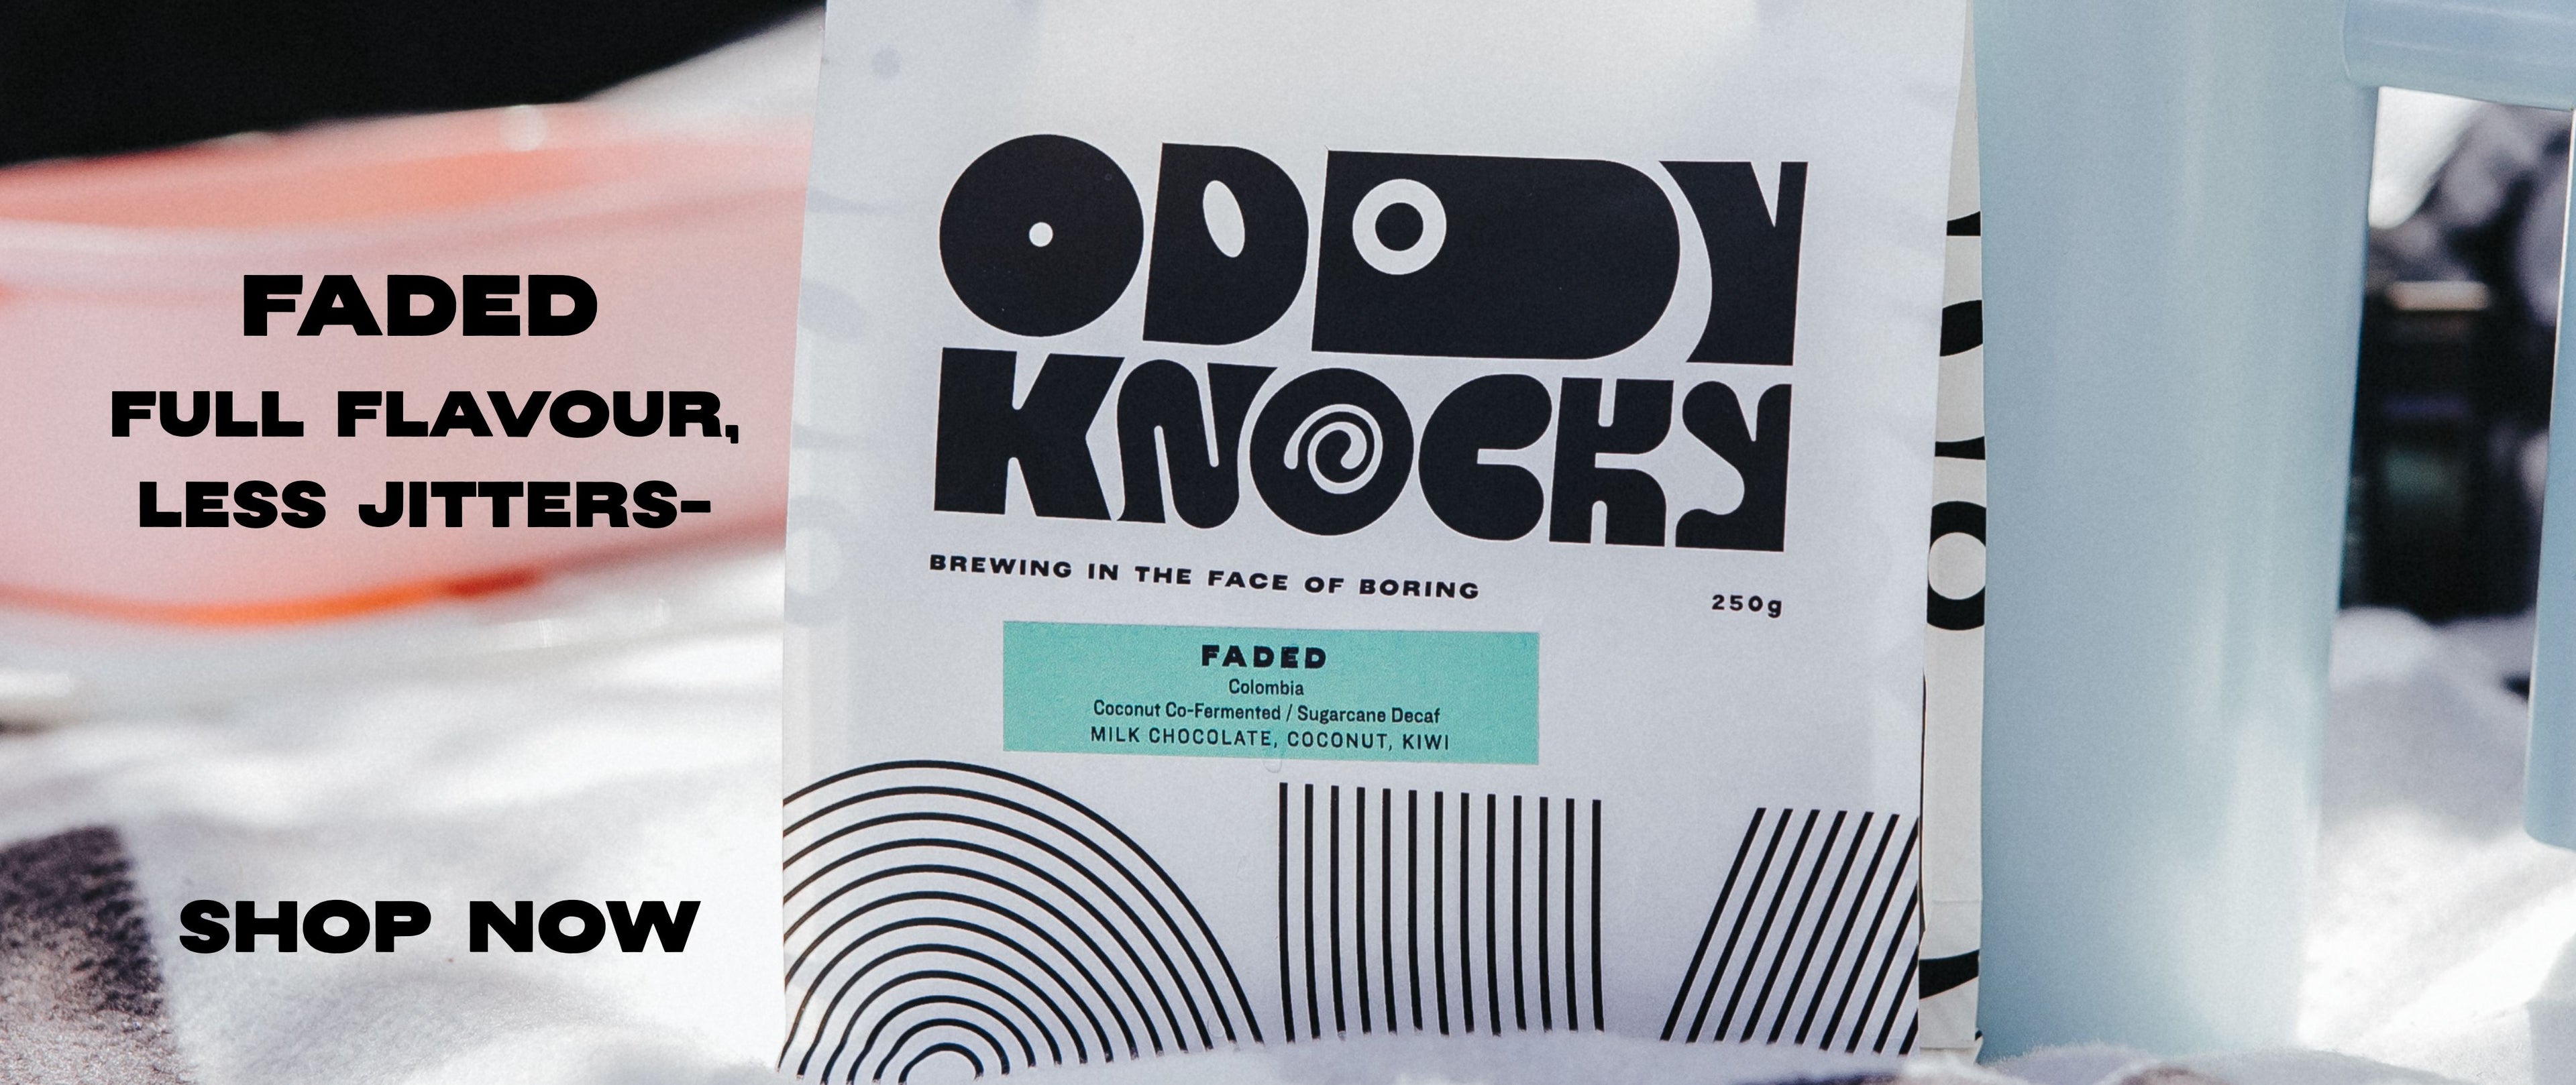 FADED
FULL FLAVOUR,
LESS JITTERS-
SHOP NOW
ODDY
KNOCKY
BREWING IN THE FACE OF BORING
250g
FADED
Colombia
Coconut Co-Fermented / Sugarcane Decaf
MILK CHOCOLATE, COCONUT, KIWI